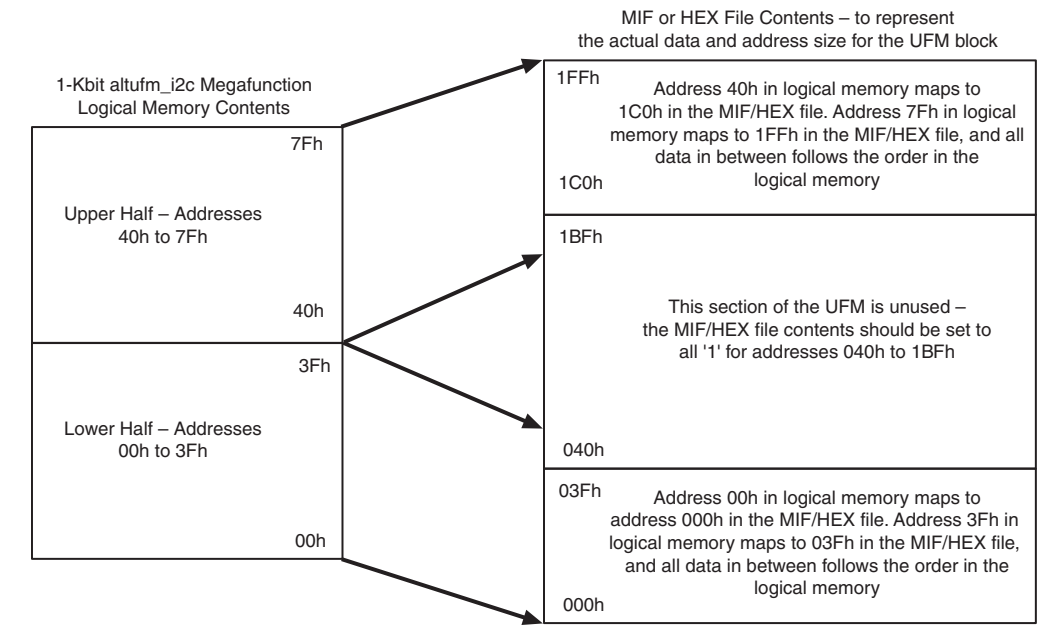 MIF or HEX File Contents – to represent
the actual data and address size for the UFM block
1-Kbit altufm_i2c Megafunction
Logical Memory Contents
7Fh
Upper Half – Addresses
40h to 7Fh
40h
3Fh
Lower Half – Addresses
00h to 3Fh
00h
1FFh
Address 40h in logical memory maps to
1C0h in the MIF/HEX file. Address 7Fh in logical
memory maps to 1FFh in the MIF/HEX file, and all
data in between follows the order in the
logical memory
1C0h
1BFh
This section of the UFM is unused –
the MIF/HEX file contents should be set to
all '1' for addresses 040h to 1BFh
040h
03Fh
Address 00h in logical memory maps to
address 000h in the MIF/HEX file. Address 3Fh in
logical memory maps to 03Fh in the MIF/HEX file,
and all data in between follows the order in the
logical memory
000h